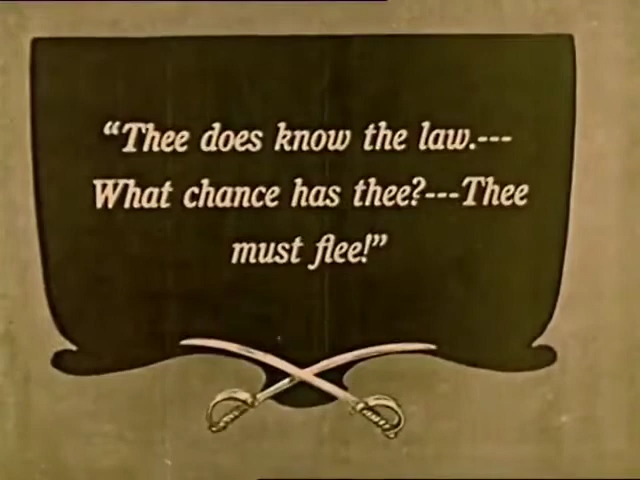 “Thee does know the law.---
What chance has thee?---Thee
must flee!”